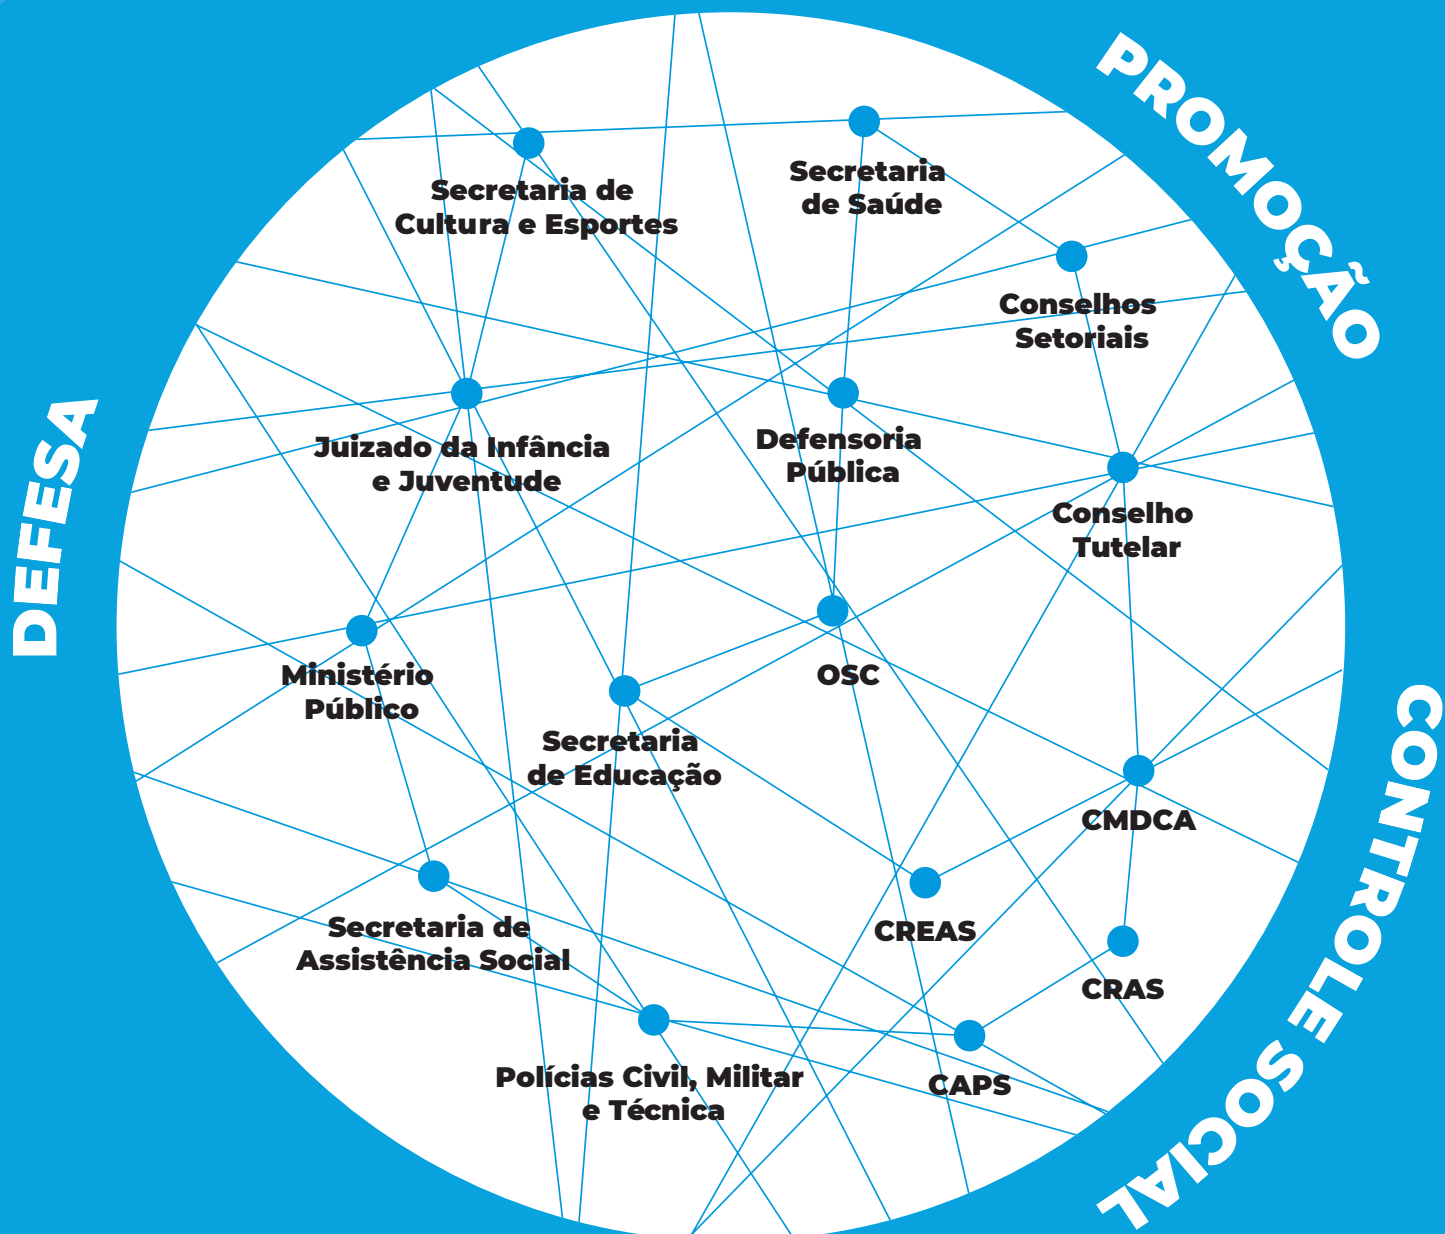 PROMOÇÃO
Secretaria de
Cultura e Esportes
Secretaria
de Saúde
Conselhos
Setoriais
DEFESA
Juizado da Infância
e Juventude
Defensoria
Pública
Conselho
Tutelar
Ministério
Público
OSC
Secretaria
de Educação
CMDCA
CONTROLE SOCIAL
Secretaria de
Assistência Social
CREAS
CRAS
Polícias Civil, Militar
e Técnica
CAPS